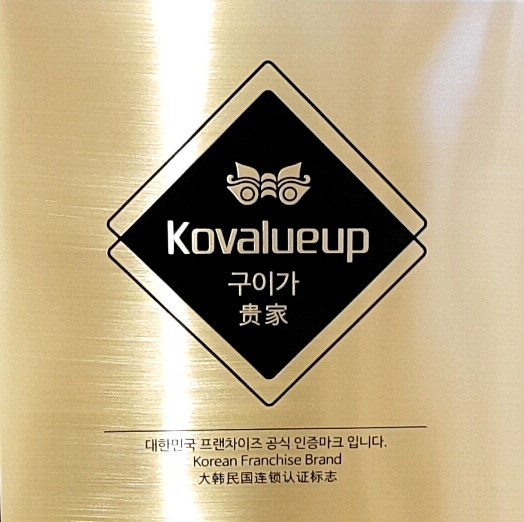 Kovalueup
구이가
贵家
대한민국 프랜차이즈 공식 인증마크 입니다.
Korean Franchise Brand
大韩民国连锁认证标志